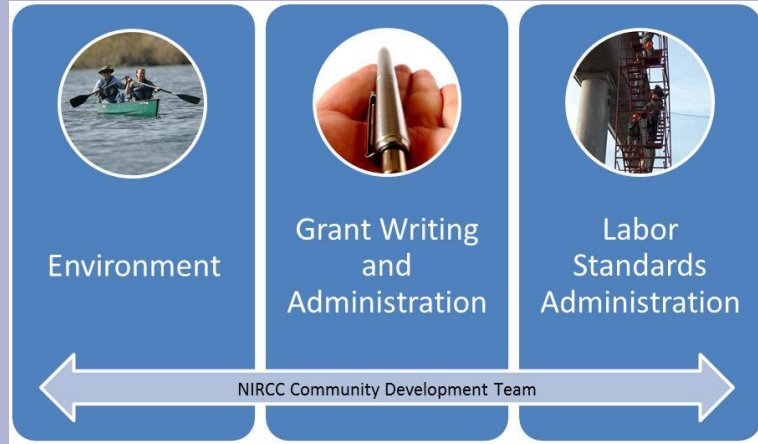 Environment
Grant Writing
and
Administration
Labor
Standards
Administration
NIRCC Community Development Team